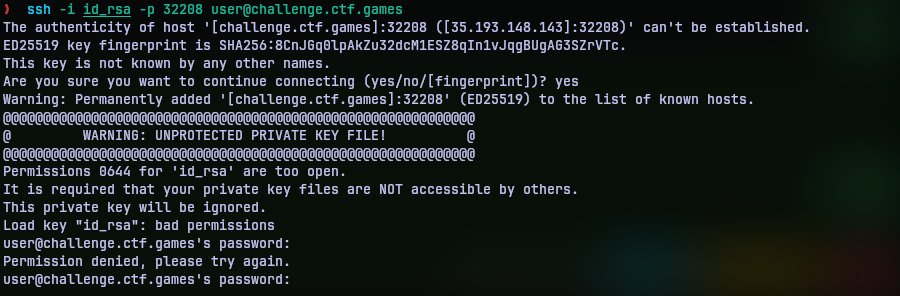 ❯ ssh -i id_rsa -p 32208 user@challenge.ctf.games
The authenticity of host '[challenge.ctf.games]:32208 ([35.193.148.143]:32208)' can't be established.
ED25519 key fingerprint is SHA256:8CnJGq0lpAkZu32dcM1ESZ8qIn1vJqgBUgAG3SZrVTc.
This key is not known by any other names.
Are you sure you want to continue connecting (yes/no/[fingerprint])? yes
Warning: Permanently added '[challenge.ctf.games]:32208' (ED25519) to the list of known hosts.
@@@@@@@@@@@@@@@@@@@@@@@@@@@@@@@@@@@@@@@@@@@@@@@@@@@@@@@@@@@
@         WARNING: UNPROTECTED PRIVATE KEY FILE!          @
@@@@@@@@@@@@@@@@@@@@@@@@@@@@@@@@@@@@@@@@@@@@@@@@@@@@@@@@@@@
Permissions 0644 for 'id_rsa' are too open.
It is required that your private key files are NOT accessible by others.
This private key will be ignored.
Load key "id_rsa": bad permissions
user@challenge.ctf.games's password:
Permission denied, please try again.
user@challenge.ctf.games's password: